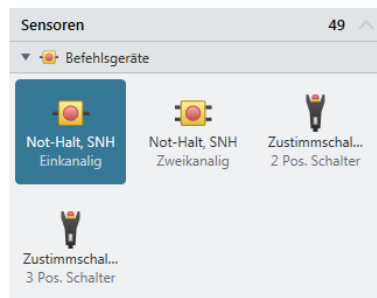 Sensoren 49
Befehlsgeräte
Not-Halt, SNH
Einkanalig
Not-Halt, SNH
Zweikanalig
Zustimmschal...
2 Pos. Schalter
Zustimmschal...
3 Pos. Schalter